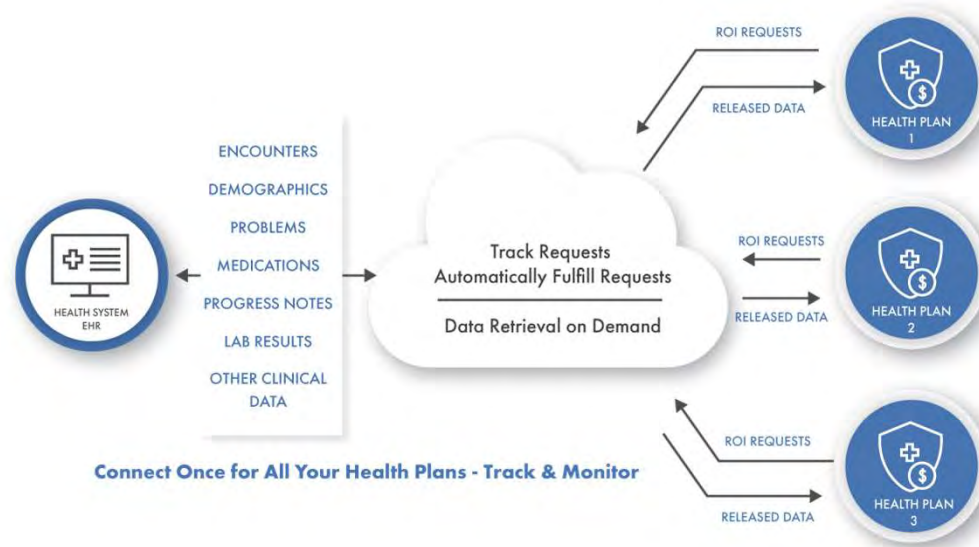 HEALTH SYSTEM
EHR
ENCOUNTERS
DEMOGRAPHICS
PROBLEMS
MEDICATIONS
PROGRESS NOTES
LAB RESULTS
OTHER CLINICAL
DATA
Track Requests
Automatically Fulfill Requests
Data Retrieval on Demand
ROI REQUESTS
RELEASED DATA
$
HEALTH PLAN
1
ROI REQUESTS
RELEASED DATA
$
HEALTH PLAN
2
ROI REQUESTS
RELEASED DATA
$
HEALTH PLAN
3
Connect Once for All Your Health Plans - Track & Monitor